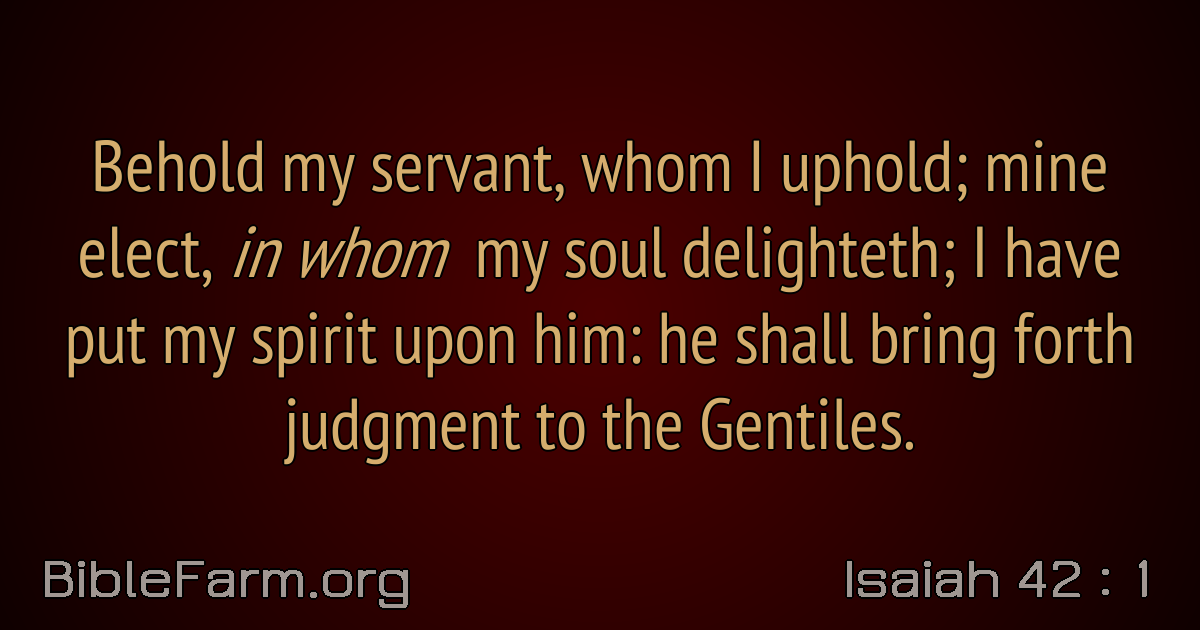 Behold my servant, whom I uphold; mine
elect, in whom my soul delighteth; I have
put my spirit upon him: he shall bring forth
judgment to the Gentiles.
BibleFarm.org
Isaiah 42 : 1